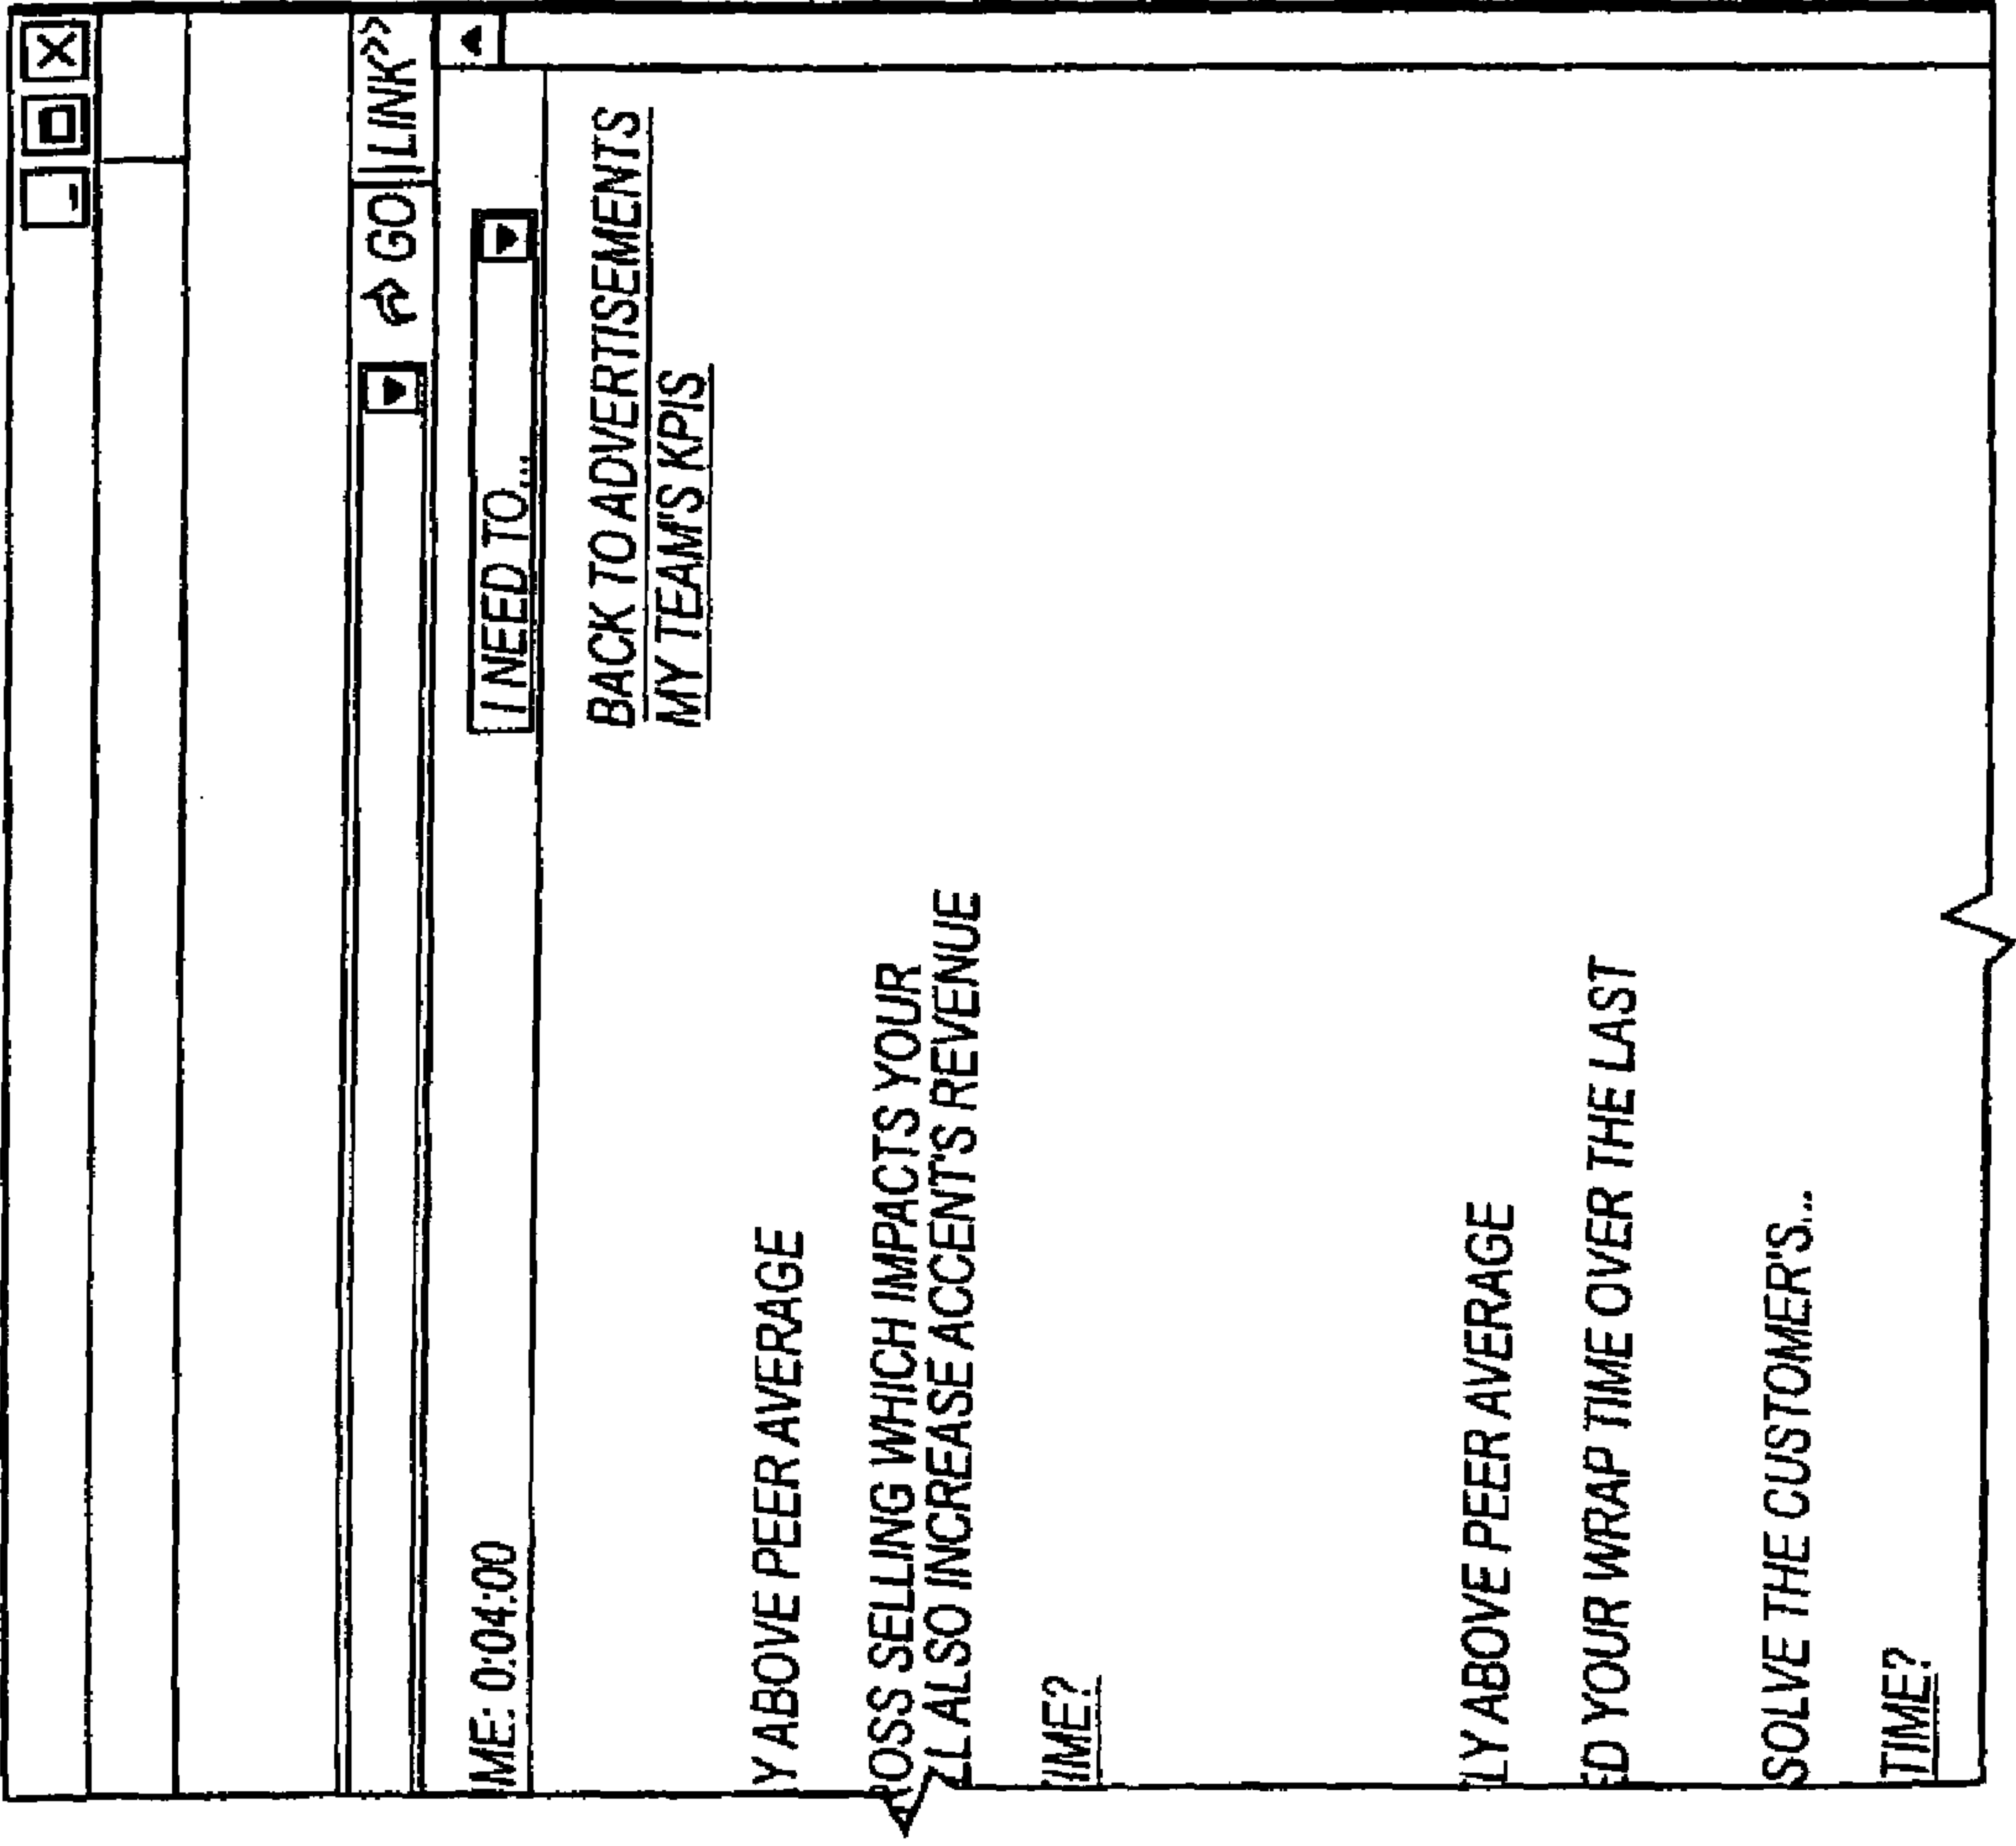 GO LINK>>
IME: 0:04:00 I NEED TO...
BACK TO ADVERTISEMENTS
MY TEAM'S KPIS
Y ABOVE PEER AVERAGE
ROSS SELLING WHICH IMPACTS YOUR
LL ALSO INCREASE ACCENT'S REVENUE
IME?
LY ABOVE PEER AVERAGE
ED YOUR WRAP TIME OVER THE LAST
SOLVE THE CUSTOMER'S...
TIME?